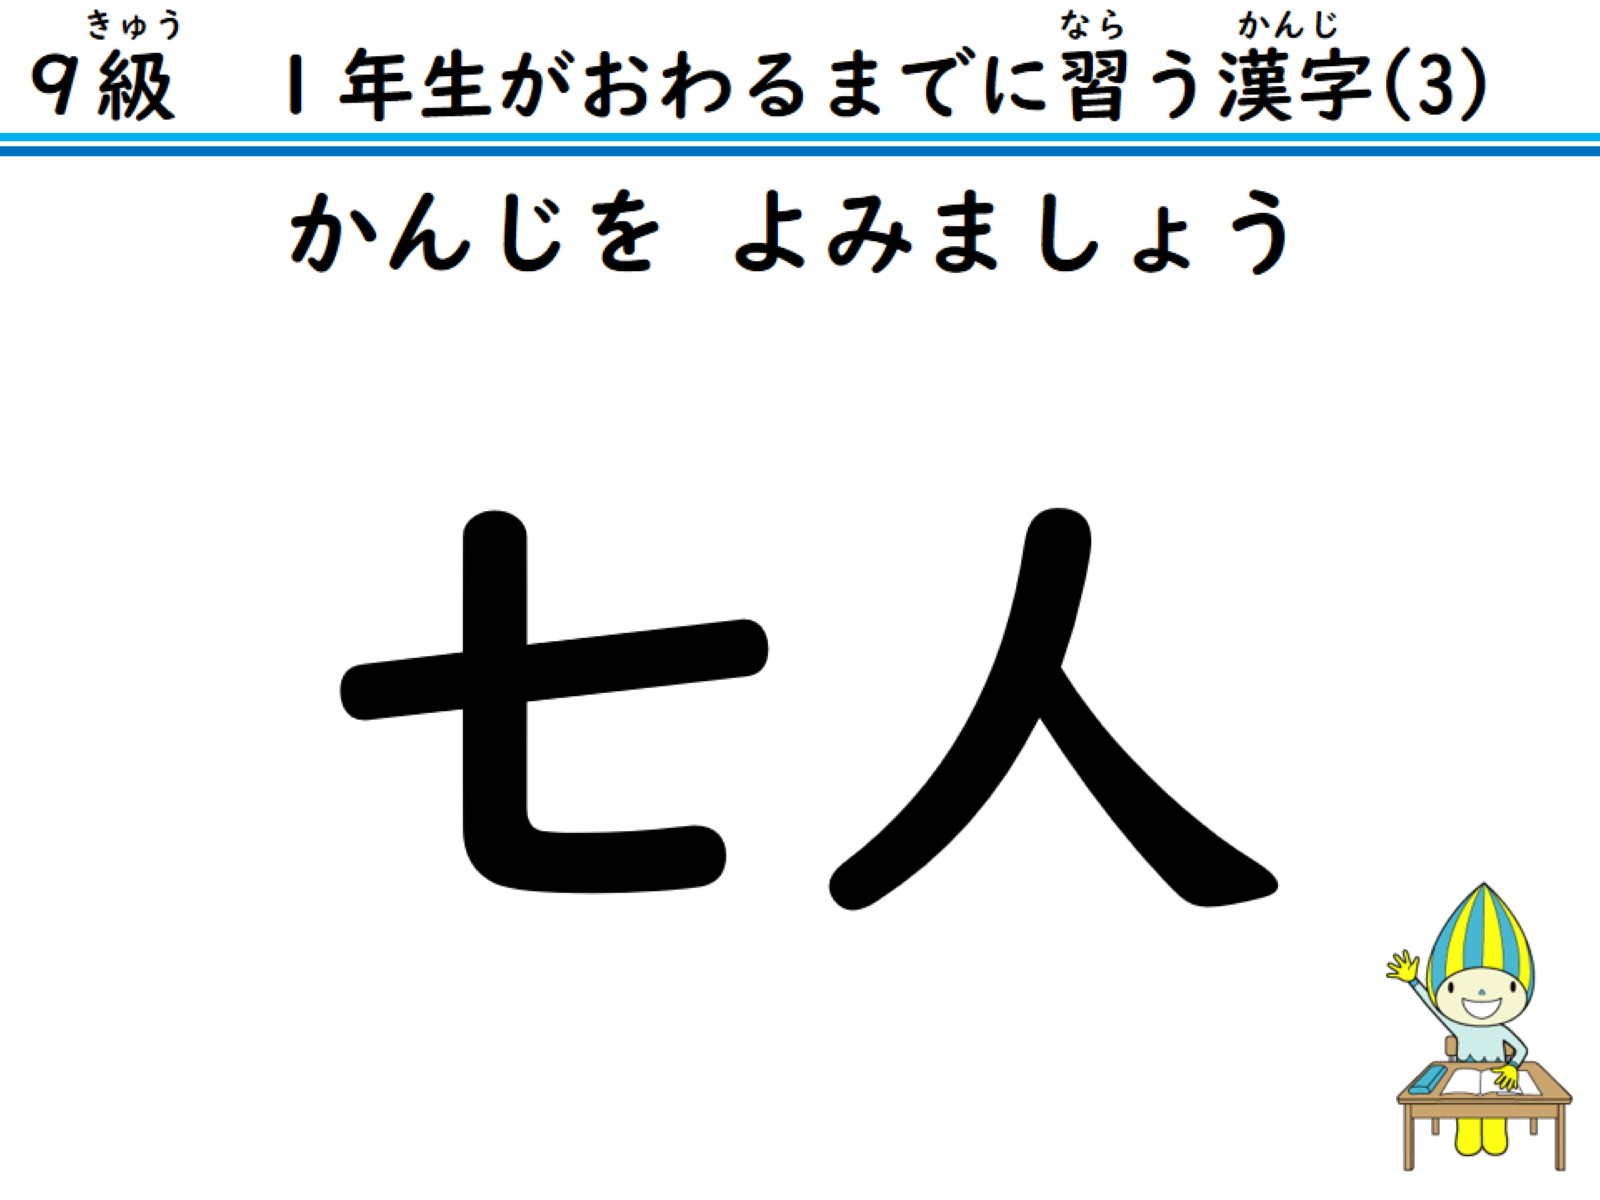 きゅう なら かんじ
9級 1年生がおわるまでに習う漢字(3)
かんじを よみましょう
七人